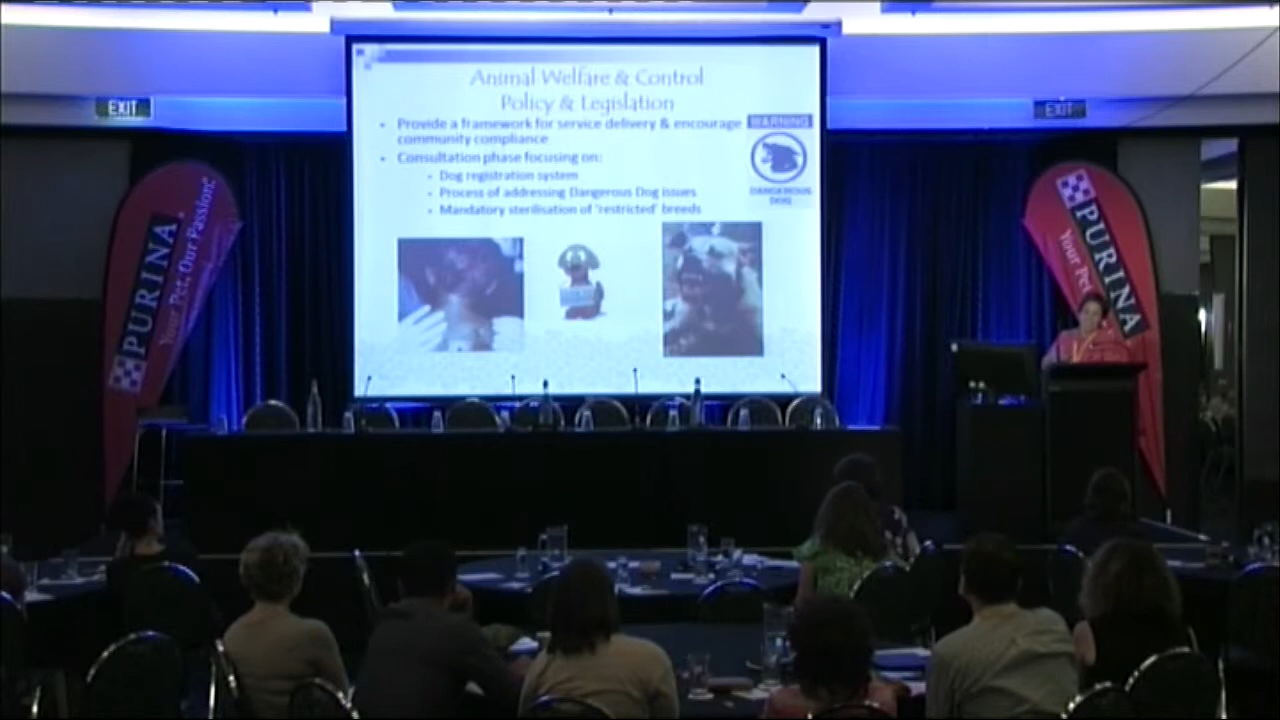 Animal Welfare & Control
Policy & Legislation
Provide a framework for service delivery & encourage
community compliance
Consultation phase focusing on:
Dog registration system
Process of addressing Dangerous Dog issues
Mandatory sterilisation of 'restricted' breeds
WARNING
DANGEROUS
DOG
EXIT
EXIT
PURINA
Your Pet, Our Passion.
PURINA
Your Pet